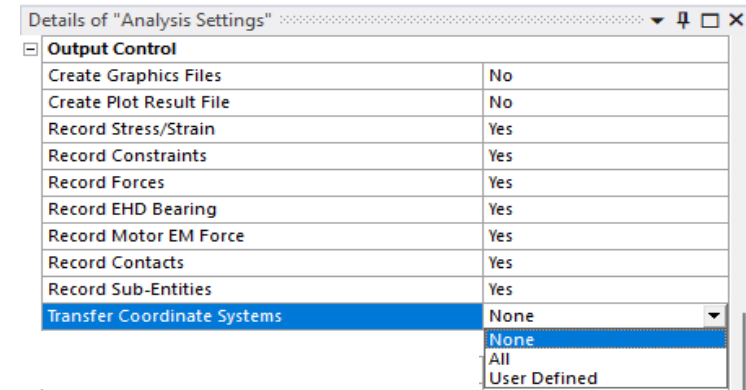 Details of "Analysis Settings"
Output Control
Create Graphics Files No
Create Plot Result File No
Record Stress/Strain Yes
Record Constraints Yes
Record Forces Yes
Record EHD Bearing Yes
Record Motor EM Force Yes
Record Contacts Yes
Record Sub-Entities Yes
Transfer Coordinate Systems None
None
All
User Defined